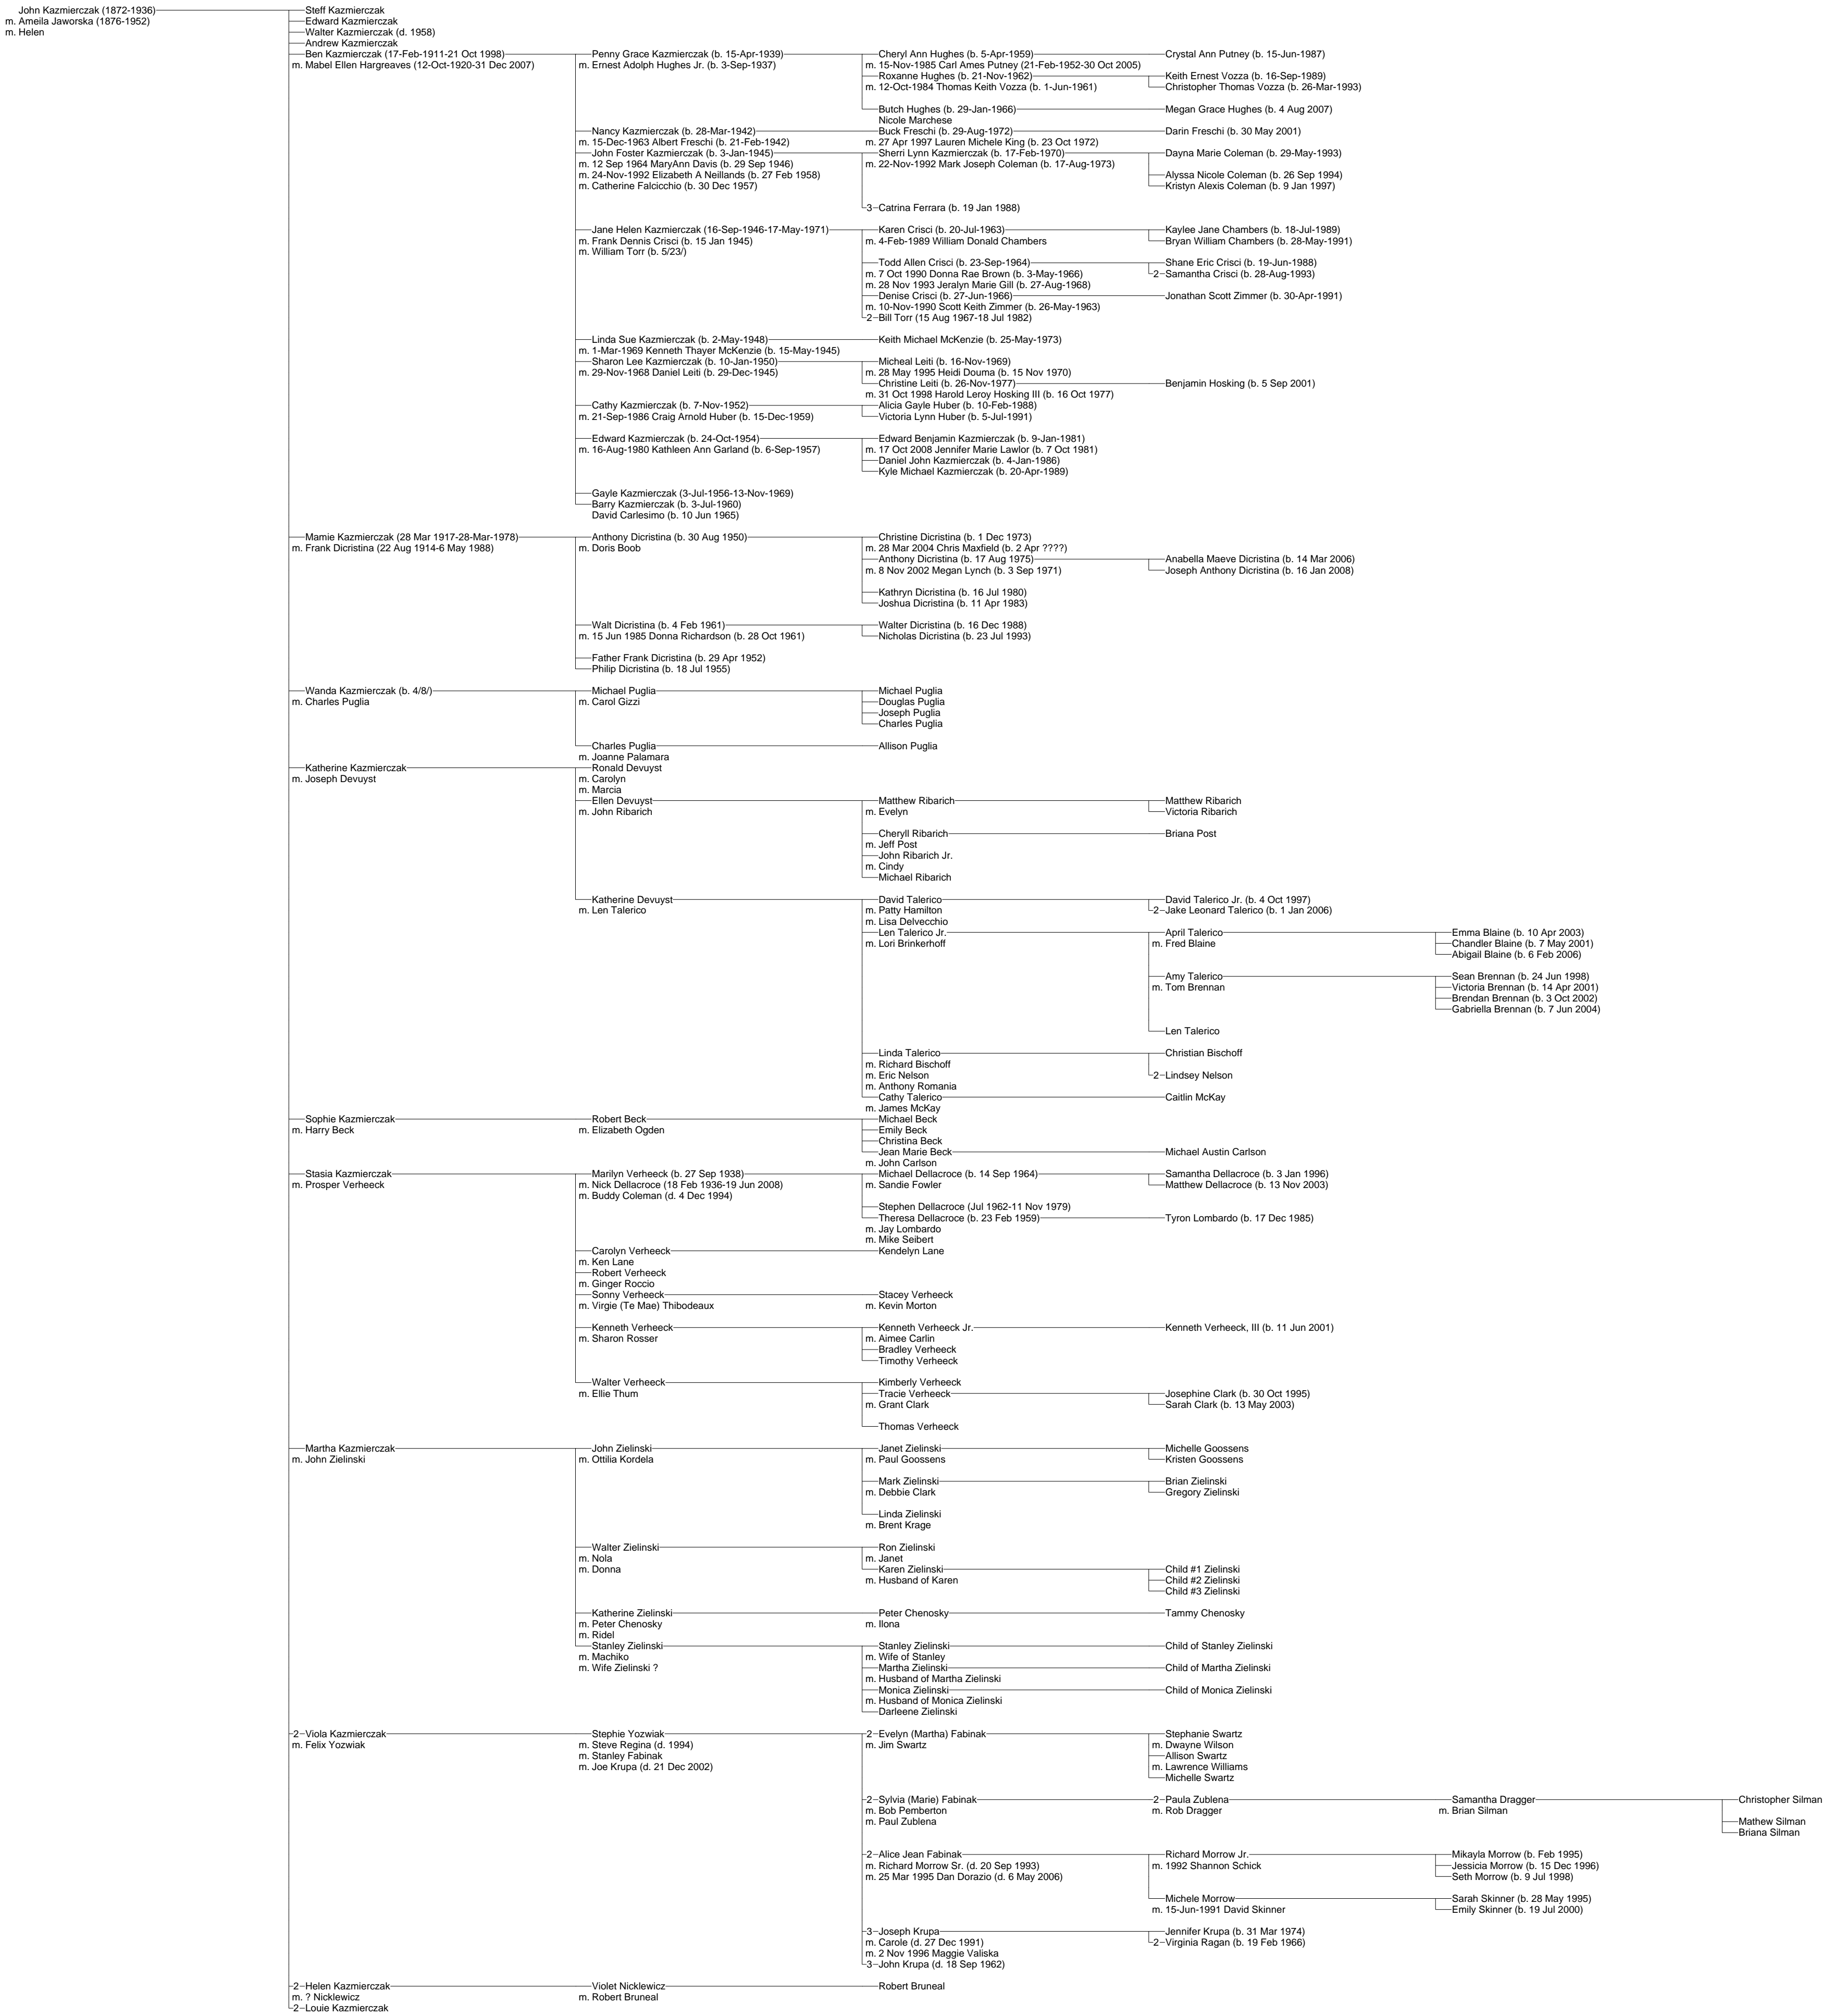 John Kazmierczak (1872-1936) Steff Kazmierczak
m. Ameila Jaworska (1876-1952) Edward Kazmierczak
m. Helen Walter Kazmierczak (d. 1958)
Andrew Kazmierczak
Ben Kazmierczak (17-Feb-1911-21 Oct 1998) Penny Grace Kazmierczak (b. 15-Apr-1939) Cheryl Ann Hughes (b. 5-Apr-1959) Crystal Ann Putney (b. 15-Jun-1987)
m. Mabel Ellen Hargreaves (12-Oct-1920-31 Dec 2007) m. Ernest Adolph Hughes Jr. (b. 3-Sep-1937) m. 15-Nov-1985 Carl Ames Putney (21-Feb-1952-30 Oct 2005)
Roxanne Hughes (b. 21-Nov-1962) Keith Ernest Vozza (b. 16-Sep-1989)
m. 12-Oct-1984 Thomas Keith Vozza (b. 1-Jun-1961) Christopher Thomas Vozza (b. 26-Mar-1993)
Butch Hughes (b. 29-Jan-1966) Megan Grace Hughes (b. 4 Aug 2007)
Nicole Marchese
Nancy Kazmierczak (b. 28-Mar-1942) Buck Freschi (b. 29-Aug-1972) Darin Freschi (b. 30 May 2001)
m. 15-Dec-1963 Albert Freschi (b. 21-Feb-1942) m. 27 Apr 1997 Lauren Michele King (b. 23 Oct 1972)
John Foster Kazmierczak (b. 3-Jan-1945) Sherri Lynn Kazmierczak (b. 17-Feb-1970) Dayna Marie Coleman (b. 29-May-1993)
m. 12 Sep 1964 MaryAnn Davis (b. 29 Sep 1946) m. 22-Nov-1992 Mark Joseph Coleman (b. 17-Aug-1973)
m. 24-Nov-1992 Elizabeth A Neillands (b. 27 Feb 1958) Alyssa Nicole Coleman (b. 26 Sep 1994)
m. Catherine Falcicchio (b. 30 Dec 1957) Kristyn Alexis Coleman (b. 9 Jan 1997)
3 Catrina Ferrara (b. 19 Jan 1988)
Jane Helen Kazmierczak (16-Sep-1946-17-May-1971) Karen Crisci (b. 20-Jul-1963) Kaylee Jane Chambers (b. 18-Jul-1989)
m. Frank Dennis Crisci (b. 15 Jan 1945) m. 4-Feb-1989 William Donald Chambers Bryan William Chambers (b. 28-May-1991)
m. William Torr (b. 5/23/)
Todd Allen Crisci (b. 23-Sep-1964) Shane Eric Crisci (b. 19-Jun-1988)
m. 7 Oct 1990 Donna Rae Brown (b. 3-May-1966) 2 Samantha Crisci (b. 28-Aug-1993)
m. 28 Nov 1993 Jeralyn Marie Gill (b. 27-Aug-1968)
Denise Crisci (b. 27-Jun-1966) Jonathan Scott Zimmer (b. 30-Apr-1991)
m. 10-Nov-1990 Scott Keith Zimmer (b. 26-May-1963)
2 Bill Torr (15 Aug 1967-18 Jul 1982)
Linda Sue Kazmierczak (b. 2-May-1948) Keith Michael McKenzie (b. 25-May-1973)
m. 1-Mar-1969 Kenneth Thayer McKenzie (b. 15-May-1945)
Sharon Lee Kazmierczak (b. 10-Jan-1950) Micheal Leiti (b. 16-Nov-1969)
m. 29-Nov-1968 Daniel Leiti (b. 29-Dec-1945) m. 28 May 1995 Heidi Douma (b. 15 Nov 1970)
Christine Leiti (b. 26-Nov-1977) Benjamin Hosking (b. 5 Sep 2001)
m. 31 Oct 1998 Harold Leroy Hosking III (b. 16 Oct 1977)
Cathy Kazmierczak (b. 7-Nov-1952) Alicia Gayle Huber (b. 10-Feb-1988)
m. 21-Sep-1986 Craig Arnold Huber (b. 15-Dec-1959) Victoria Lynn Huber (b. 5-Jul-1991)
Edward Kazmierczak (b. 24-Oct-1954) Edward Benjamin Kazmierczak (b. 9-Jan-1981)
m. 16-Aug-1980 Kathleen Ann Garland (b. 6-Sep-1957) m. 17 Oct 2008 Jennifer Marie Lawlor (b. 7 Oct 1981)
Daniel John Kazmierczak (b. 4-Jan-1986)
Kyle Michael Kazmierczak (b. 20-Apr-1989)
Gayle Kazmierczak (3-Jul-1956-13-Nov-1969)
Barry Kazmierczak (b. 3-Jul-1960)
David Carlesimo (b. 10 Jun 1965)
Mamie Kazmierczak (28 Mar 1917-28-Mar-1978) Anthony Dicristina (b. 30 Aug 1950) Christine Dicristina (b. 1 Dec 1973)
m. Frank Dicristina (22 Aug 1914-6 May 1988) m. Doris Boob m. 28 Mar 2004 Chris Maxfield (b. 2 Apr ????)
Anthony Dicristina (b. 17 Aug 1975) Anabella Maeve Dicristina (b. 14 Mar 2006)
m. 8 Nov 2002 Megan Lynch (b. 3 Sep 1971) Joseph Anthony Dicristina (b. 16 Jan 2008)
Kathryn Dicristina (b. 16 Jul 1980)
Joshua Dicristina (b. 11 Apr 1983)
Walt Dicristina (b. 4 Feb 1961) Walter Dicristina (b. 16 Dec 1988)
m. 15 Jun 1985 Donna Richardson (b. 28 Oct 1961) Nicholas Dicristina (b. 23 Jul 1993)
Father Frank Dicristina (b. 29 Apr 1952)
Philip Dicristina (b. 18 Jul 1955)
Wanda Kazmierczak (b. 4/8/) Michael Puglia Michael Puglia
m. Charles Puglia m. Carol Gizzi Douglas Puglia
Joseph Puglia
Charles Puglia
Charles Puglia Allison Puglia
m. Joanne Palamara
Katherine Kazmierczak Ronald Devuyst
m. Joseph Devuyst m. Carolyn
m. Marcia
Ellen Devuyst Matthew Ribarich Matthew Ribarich
m. John Ribarich m. Evelyn Victoria Ribarich
Cheryll Ribarich Briana Post
m. Jeff Post
John Ribarich Jr.
m. Cindy
Michael Ribarich
Katherine Devuyst David Talerico David Talerico Jr. (b. 4 Oct 1997)
m. Len Talerico m. Patty Hamilton 2 Jake Leonard Talerico (b. 1 Jan 2006)
m. Lisa Delvecchio
Len Talerico Jr. April Talerico Emma Blaine (b. 10 Apr 2003)
m. Lori Brinkerhoff m. Fred Blaine Chandler Blaine (b. 7 May 2001)
Abigail Blaine (b. 6 Feb 2006)
Amy Talerico Sean Brennan (b. 24 Jun 1998)
m. Tom Brennan Victoria Brennan (b. 14 Apr 2001)
Brendan Brennan (b. 3 Oct 2002)
Gabriella Brennan (b. 7 Jun 2004)
Len Talerico
Linda Talerico Christian Bischoff
m. Richard Bischoff
m. Eric Nelson 2 Lindsey Nelson
m. Anthony Romania
Cathy Talerico Caitlin McKay
m. James McKay
Sophie Kazmierczak Robert Beck Michael Beck
m. Harry Beck m. Elizabeth Ogden Emily Beck
Christina Beck
Jean Marie Beck Michael Austin Carlson
m. John Carlson
Stasia Kazmierczak Marilyn Verheeck (b. 27 Sep 1938) Michael Dellacroce (b. 14 Sep 1964) Samantha Dellacroce (b. 3 Jan 1996)
m. Prosper Verheeck m. Nick Dellacroce (18 Feb 1936-19 Jun 2008) m. Sandie Fowler Matthew Dellacroce (b. 13 Nov 2003)
m. Buddy Coleman (d. 4 Dec 1994)
Stephen Dellacroce (Jul 1962-11 Nov 1979)
Theresa Dellacroce (b. 23 Feb 1959) Tyron Lombardo (b. 17 Dec 1985)
m. Jay Lombardo
m. Mike Seibert
Carolyn Verheeck Kendelyn Lane
m. Ken Lane
Robert Verheeck
m. Ginger Roccio
Sonny Verheeck Stacey Verheeck
m. Virgie (Te Mae) Thibodeaux m. Kevin Morton
Kenneth Verheeck Kenneth Verheeck Jr. Kenneth Verheeck, III (b. 11 Jun 2001)
m. Sharon Rosser m. Aimee Carlin
Bradley Verheeck
Timothy Verheeck
Walter Verheeck Kimberly Verheeck
m. Ellie Thum Tracie Verheeck Josephine Clark (b. 30 Oct 1995)
m. Grant Clark Sarah Clark (b. 13 May 2003)
Thomas Verheeck
Martha Kazmierczak John Zielinski Janet Zielinski Michelle Goossens
m. John Zielinski m. Ottilia Kordela m. Paul Goossens Kristen Goossens
Mark Zielinski Brian Zielinski
m. Debbie Clark Gregory Zielinski
Linda Zielinski
m. Brent Krage
Walter Zielinski Ron Zielinski
m. Nola m. Janet
m. Donna Karen Zielinski Child #1 Zielinski
m. Husband of Karen Child #2 Zielinski
Child #3 Zielinski
Katherine Zielinski Peter Chenosky Tammy Chenosky
m. Peter Chenosky m. Ilona
m. Ridel
Stanley Zielinski Stanley Zielinski Child of Stanley Zielinski
m. Machiko m. Wife of Stanley
m. Wife Zielinski ? Martha Zielinski Child of Martha Zielinski
m. Husband of Martha Zielinski
Monica Zielinski Child of Monica Zielinski
m. Husband of Monica Zielinski
Darleene Zielinski
2 Viola Kazmierczak Stephie Yozwiak 2 Evelyn (Martha) Fabinak Stephanie Swartz
m. Felix Yozwiak m. Steve Regina (d. 1994) m. Jim Swartz m. Dwayne Wilson
m. Stanley Fabinak Allison Swartz
m. Joe Krupa (d. 21 Dec 2002) m. Lawrence Williams
Michelle Swartz
2 Sylvia (Marie) Fabinak 2 Paula Zublena Samantha Dragger Christopher Silman
m. Bob Pemberton m. Rob Dragger m. Brian Silman
m. Paul Zublena Mathew Silman
Briana Silman
2 Alice Jean Fabinak Richard Morrow Jr. Mikayla Morrow (b. Feb 1995)
m. Richard Morrow Sr. (d. 20 Sep 1993) m. 1992 Shannon Schick Jessicia Morrow (b. 15 Dec 1996)
m. 25 Mar 1995 Dan Dorazio (d. 6 May 2006) Seth Morrow (b. 9 Jul 1998)
Michele Morrow Sarah Skinner (b. 28 May 1995)
m. 15-Jun-1991 David Skinner Emily Skinner (b. 19 Jul 2000)
3 Joseph Krupa Jennifer Krupa (b. 31 Mar 1974)
m. Carole (d. 27 Dec 1991) 2 Virginia Ragan (b. 19 Feb 1966)
m. 2 Nov 1996 Maggie Valiska
3 John Krupa (d. 18 Sep 1962)
2 Helen Kazmierczak Violet Nicklewicz Robert Bruneal
m. ? Nicklewicz m. Robert Bruneal
2 Louie Kazmierczak